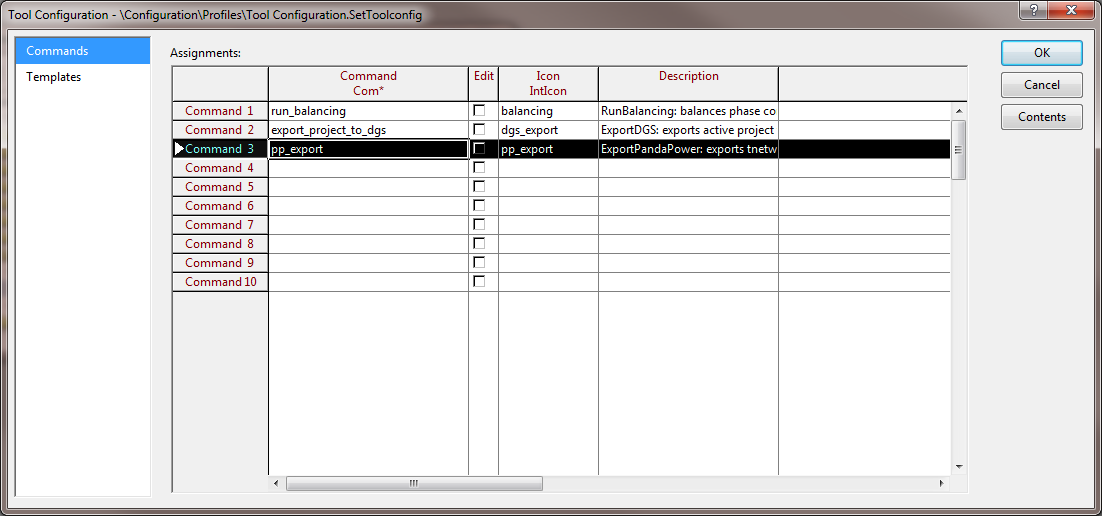 Tool Configuration - \Configuration\Profiles\Tool Configuration.SetToolconfig
Commands
Templates
Assignments:
Command Com*
Edit
Icon IntIcon
Description
Command 1 run_balancing balancing RunBalancing: balances phase co
Command 2 export_project_to_dgs dgs_export ExportDGS: exports active project
Command 3 pp_export pp_export ExportPandaPower: exports tnetw
Command 4
Command 5
Command 6
Command 7
Command 8
Command 9
Command 10
OK
Cancel
Contents